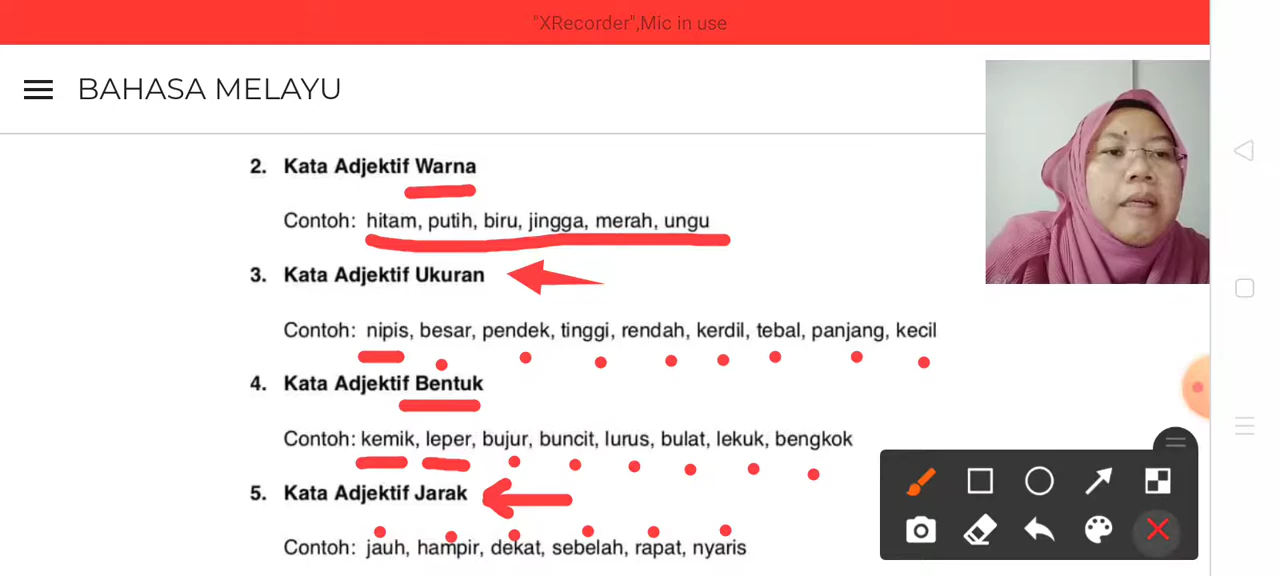 "XRecorder",Mic in use
BAHASA MELAYU
2. Kata Adjektif Warna
Contoh: hitam, putih, biru, jingga, merah, ungu
3. Kata Adjektif Ukuran
Contoh: nipis, besar, pendek, tinggi, rendah, kerdil, tebal, panjang, kecil
4. Kata Adjektif Bentuk
Contoh: kemik, leper, bujur, buncit, lurus, bulat, lekuk, bengkok
5. Kata Adjektif Jarak
Contoh: jauh, hampir, dekat, sebelah, rapat, nyaris